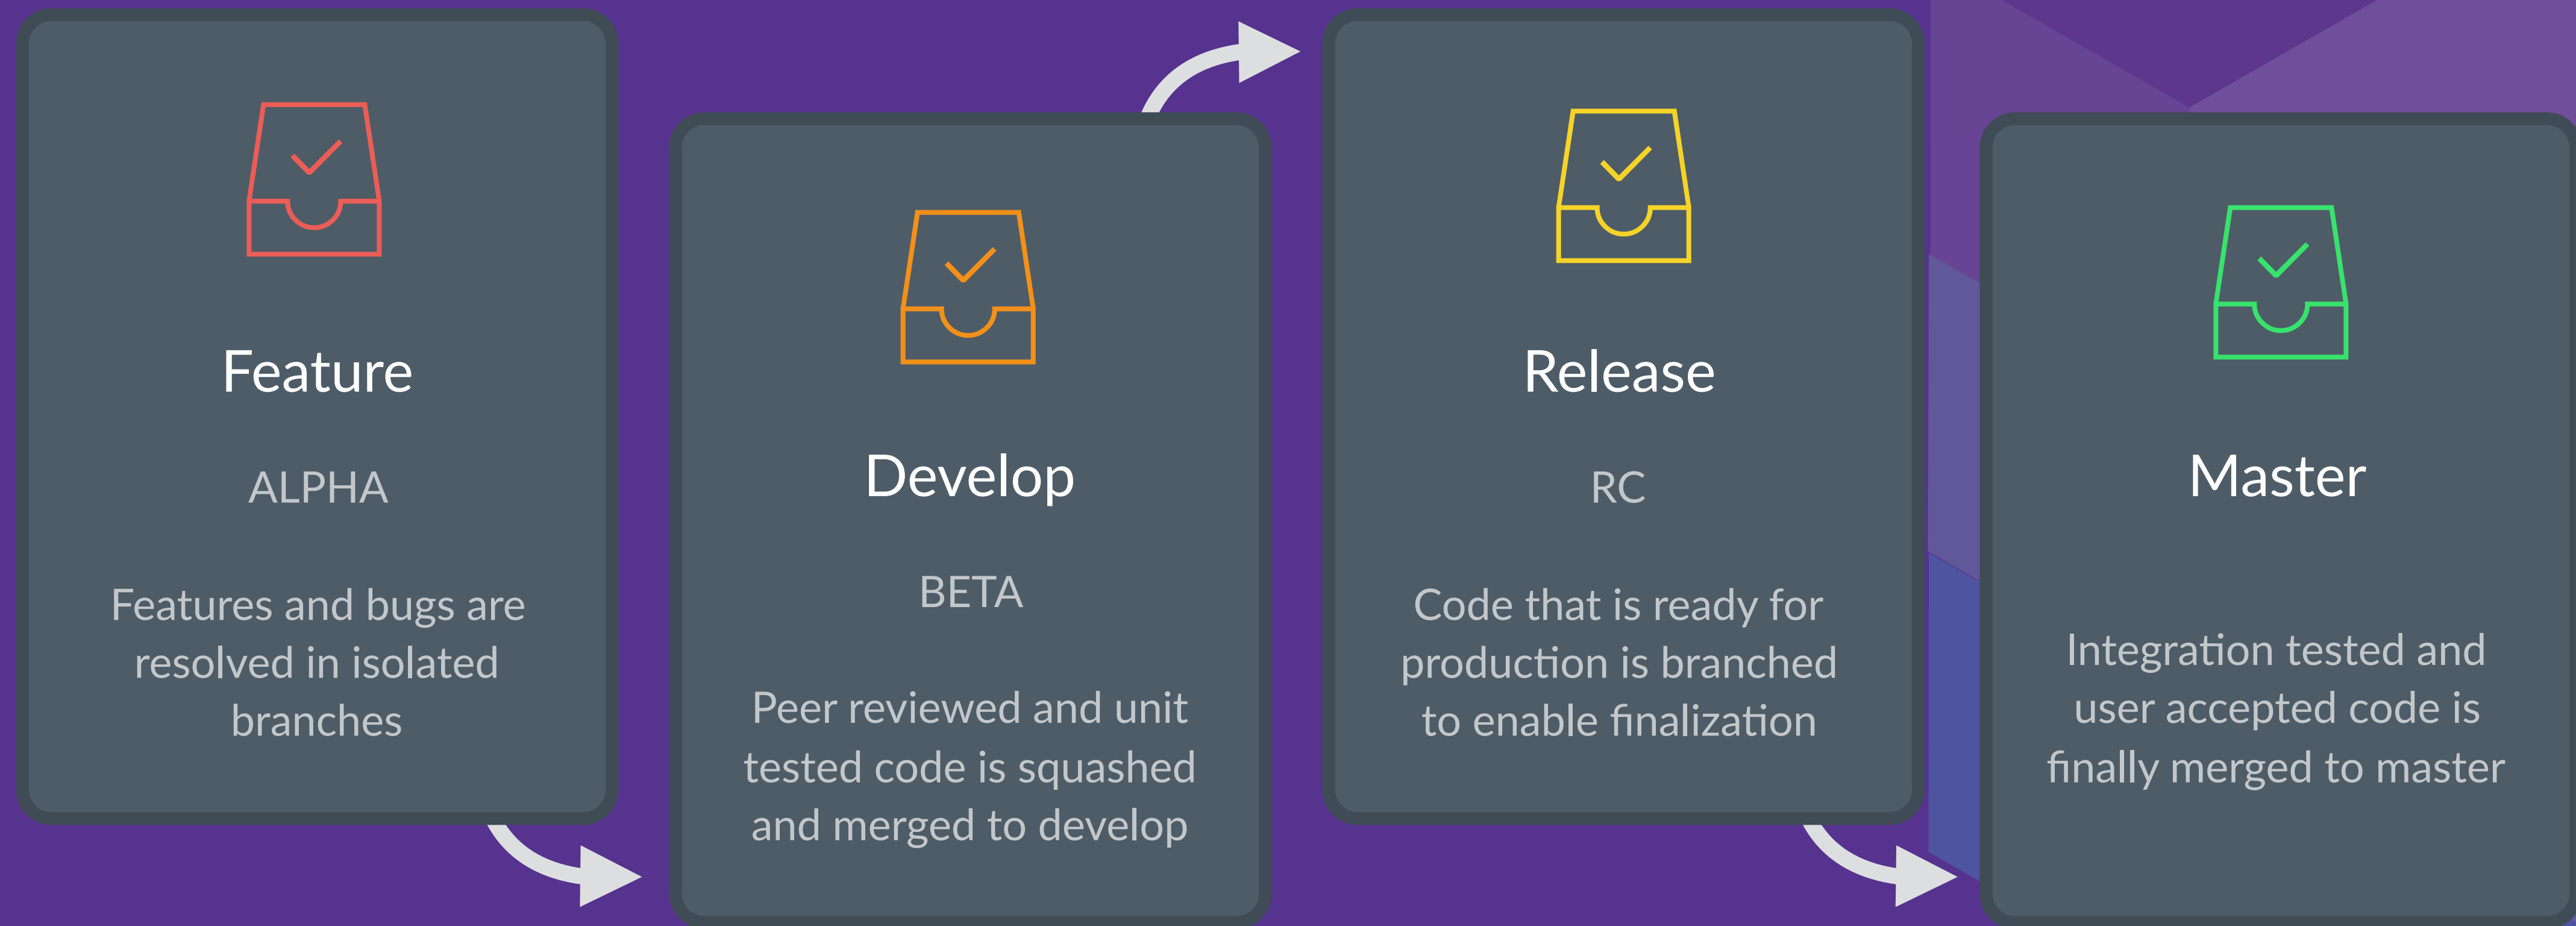 Feature
ALPHA
Features and bugs are
resolved in isolated
branches
Develop
BETA
Peer reviewed and unit
tested code is squashed
and merged to develop
Release
RC
Code that is ready for
production is branched
to enable finalization
Master
Integration tested and
user accepted code is
finally merged to master